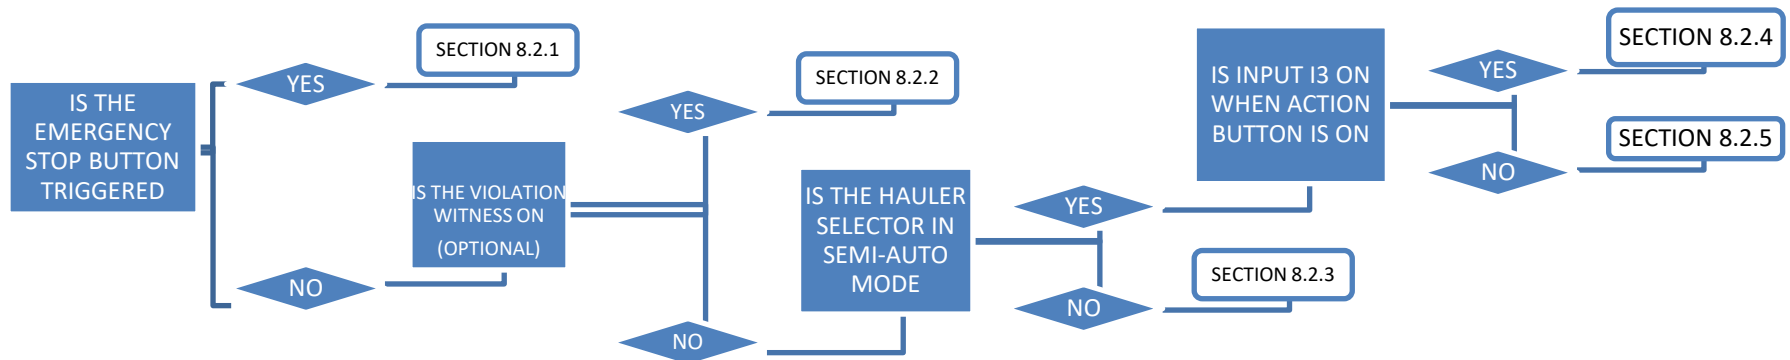 IS THE
EMERGENCY
STOP BUTTON
TRIGGERED
YES
SECTION 8.2.1
NO
IS THE VIOLATION
WITNESS ON
(OPTIONAL)
YES
SECTION 8.2.2
NO
IS THE HAULER
SELECTOR IN
SEMI-AUTO
MODE
YES
NO
SECTION 8.2.3
IS INPUT I3 ON
WHEN ACTION
BUTTON IS ON
YES
SECTION 8.2.4
NO
SECTION 8.2.5